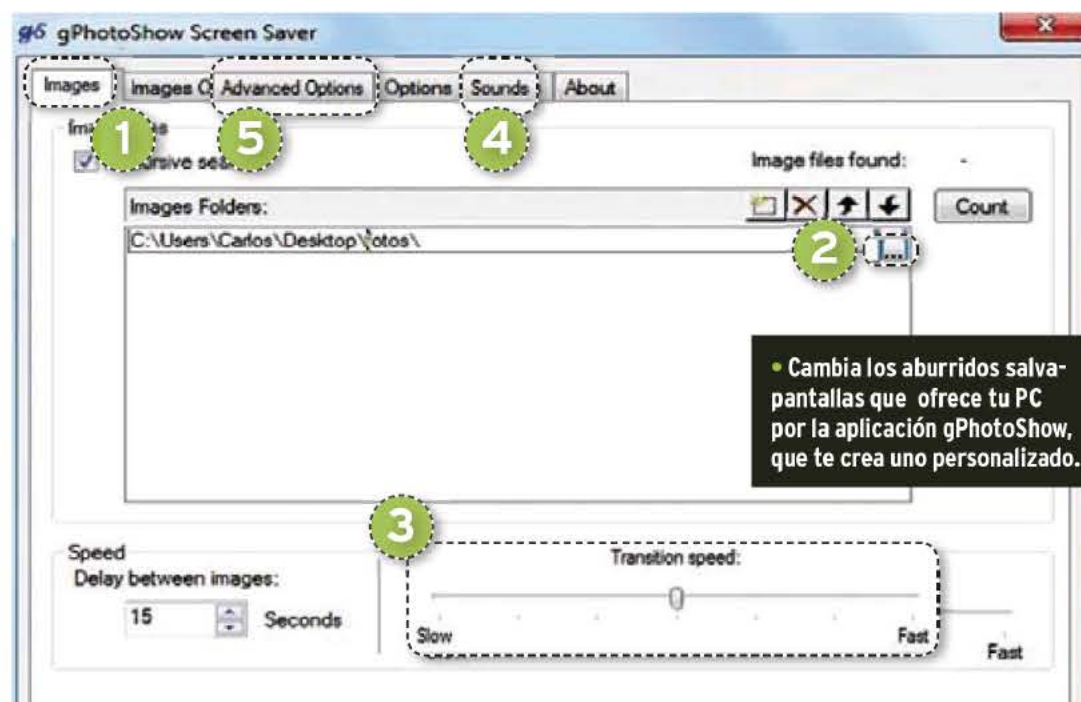 g6 gPhotoShow Screen Saver
Images Images O Advanced Options Options Sounds About
1 5 4
Image files found: -
Images Folders: Count
C:\Users\Carlos\Desktop\fotos\
2 ...
• Cambia los aburridos salva-
pantallas que ofrece tu PC
por la aplicación gPhotoShow,
que te crea uno personalizado.
3
Speed
Transition speed:
Delay between images:
15 Seconds
Slow Fast
Fast